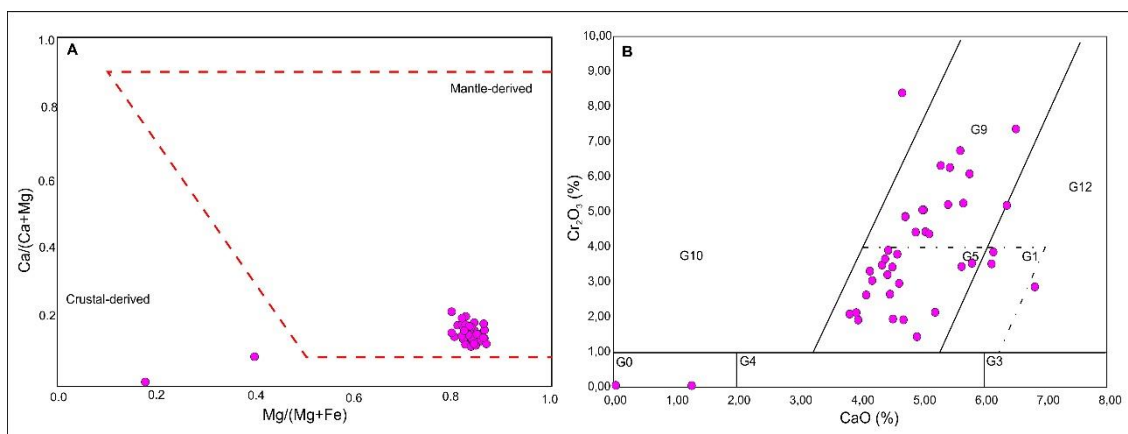 A
1.0
0.8
0.6
0.4
0.2
0
0.0
0.2
0.4
0.6
0.8
1.0
Ca/(Ca+Mg)
Mg/(Mg+Fe)
Mantle-derived
Crustal-derived
B
10,00
9,00
8,00
7,00
6,00
5,00
4,00
3,00
2,00
1,00
0,00
0,00
2,00
3,00
4,00
5,00
6,00
7,00
8,00
Cr₂O₃ (%)
CaO (%)
G9
G12
G10
G5
G1
G0
G4
G3